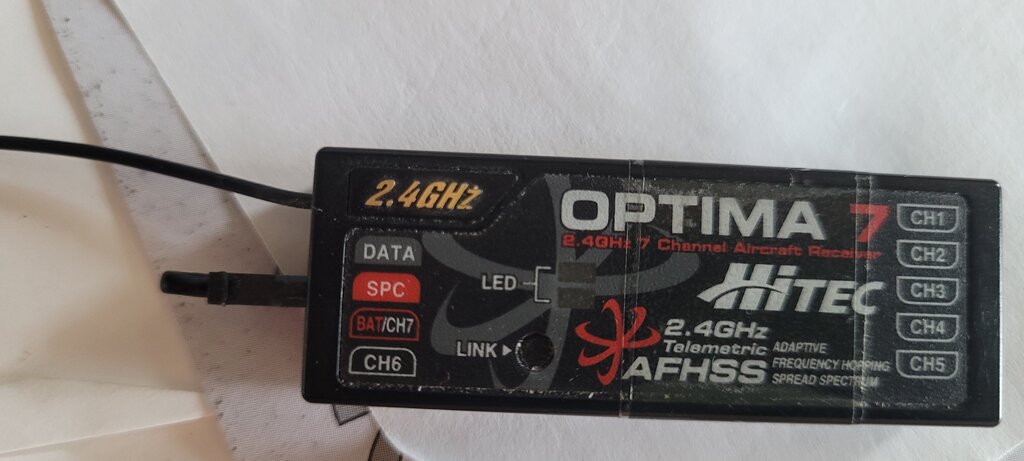 2.4GHz
DATA
SPC
BAT/CH7
CH6
LED
LINK
OPTIMA 7
2.4GHz 7 Channel Aircraft Receiver
HiTEC
2.4GHz
Telemetric
AFHSS
ADAPTIVE
FREQUENCY HOPPING
SPREAD SPECTRUM
CH1
CH2
CH3
CH4
CH5